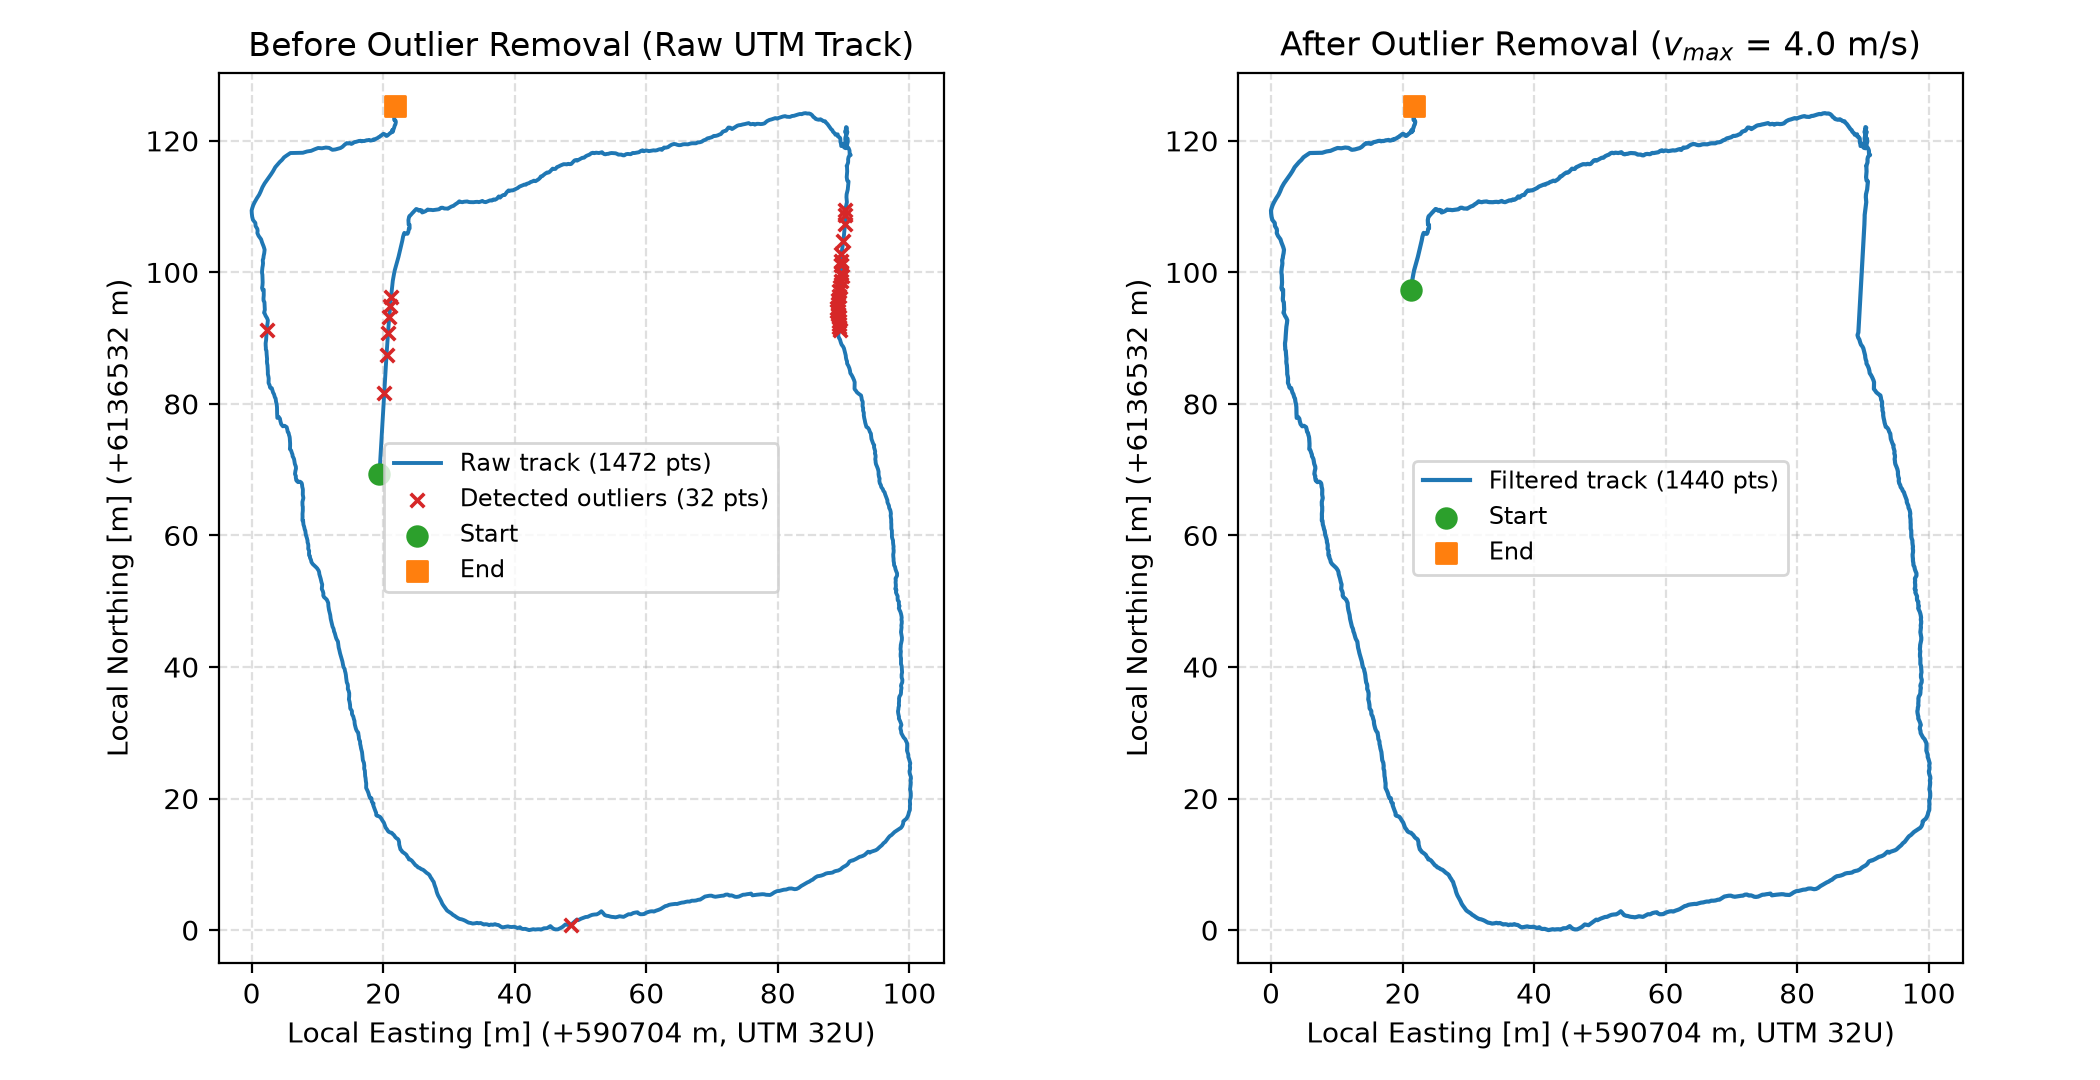 Before Outlier Removal (Raw UTM Track)
120
100
80
60
40
20
0
0 20 40 60 80 100
Local Northing [m] (+6136532 m)
Local Easting [m] (+590704 m, UTM 32U)
Raw track (1472 pts)
Detected outliers (32 pts)
Start
End
After Outlier Removal (v_max = 4.0 m/s)
120
100
80
60
40
20
0
0 20 40 60 80 100
Local Northing [m] (+6136532 m)
Local Easting [m] (+590704 m, UTM 32U)
Filtered track (1440 pts)
Start
End